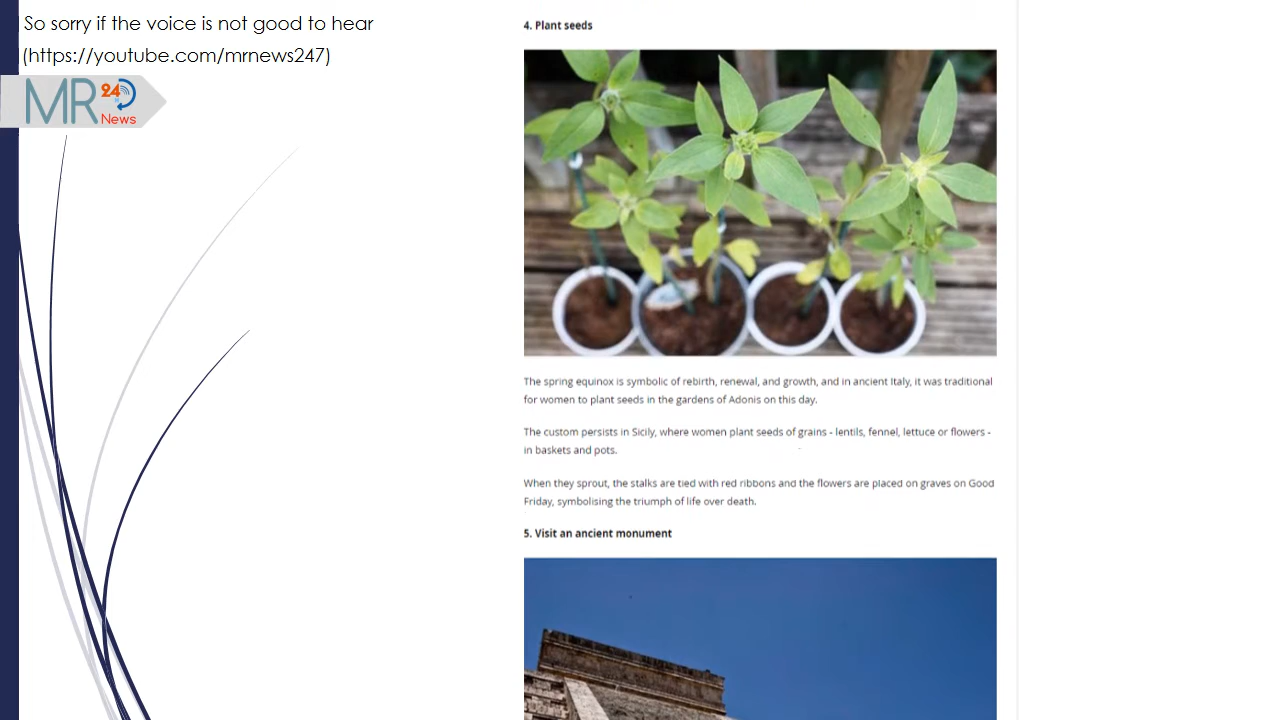 So sorry if the voice is not good to hear
(https://youtube.com/mrnews247)
MR 24 News
4. Plant seeds
The spring equinox is symbolic of rebirth, renewal, and growth, and in ancient Italy, it was traditional
for women to plant seeds in the gardens of Adonis on this day.
The custom persists in Sicily, where women plant seeds of grains - lentils, fennel, lettuce or flowers -
in baskets and pots.
When they sprout, the stalks are tied with red ribbons and the flowers are placed on graves on Good
Friday, symbolising the triumph of life over death.
5. Visit an ancient monument